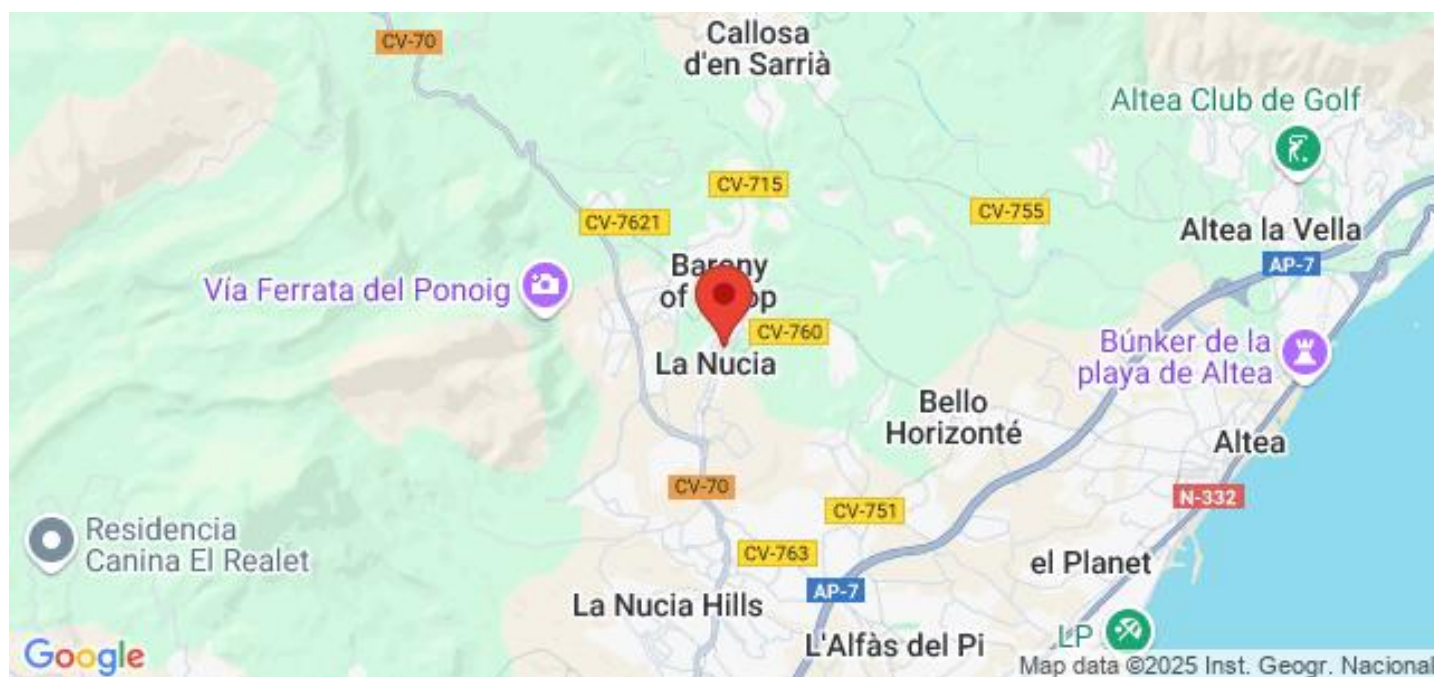 CV-70
Callosa
d'en Sarrià
Altea Club de Golf
CV-715
CV-7621
CV-755
Altea la Vella
AP-7
Barony
of
Vía Ferrata del Ponoig
CV-760
La Nucia
Búnker de la
playa de Altea
Bello
Horizonté
Altea
CV-70
N-332
CV-751
Residencia
Canina El Realet
CV-763
el Planet
AP-7
La Nucia Hills
L'Alfàs del Pi
LP
Google
Map data ©2025 Inst. Geogr. Nacional